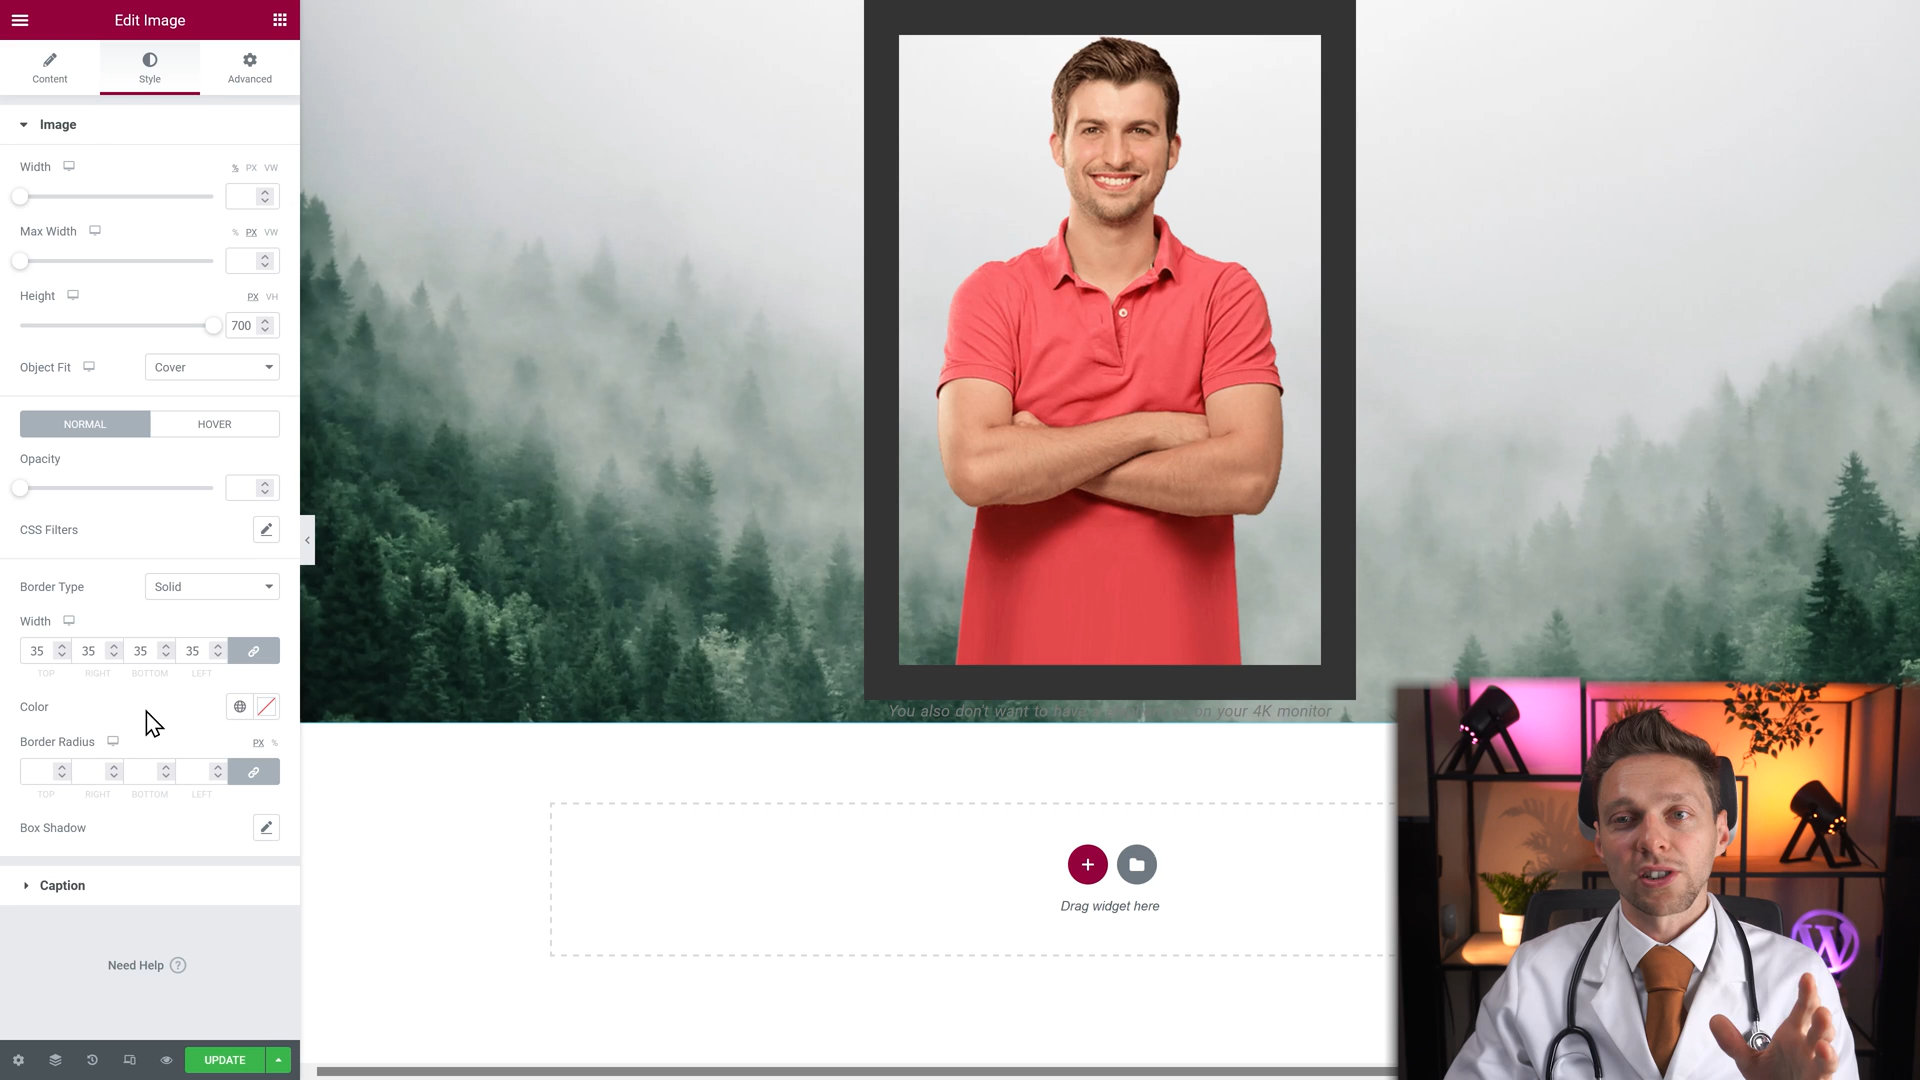 Edit Image
Content
Style
Advanced
Image
Width
% PX VW
Max Width
% PX VW
Height
PX VH
700
Object Fit
Cover
NORMAL
HOVER
Opacity
CSS Filters
Border Type
Solid
Width
35 35 35 35
TOP RIGHT BOTTOM LEFT
Color
Border Radius
PX %
TOP RIGHT BOTTOM LEFT
Box Shadow
Caption
Need Help ?
UPDATE
You also don't want to have on your 4K monitor
Drag widget here